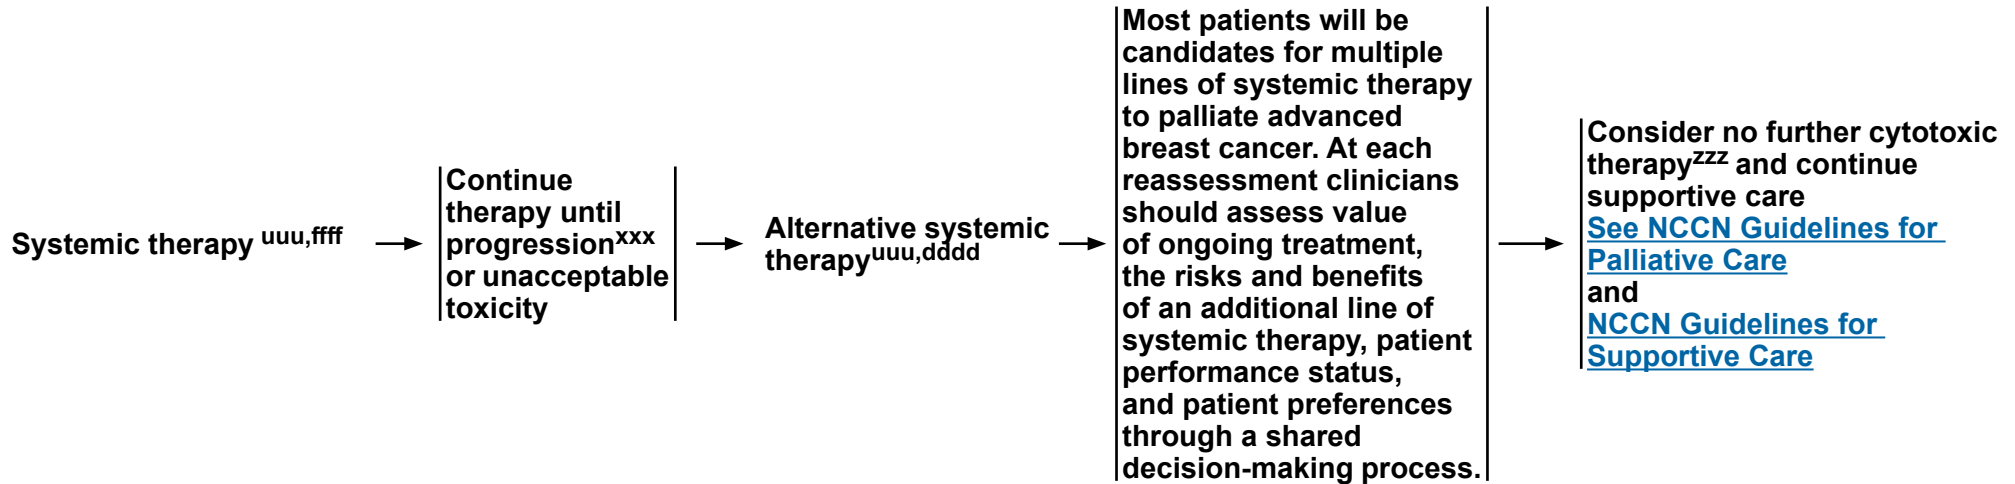 Systemic therapy uuu,ffff
Continue
therapy until
progressionxxx
or unacceptable
toxicity
Alternative systemic
therapyuuu,dddd
Most patients will be
candidates for multiple
lines of systemic therapy
to palliate advanced
breast cancer. At each
reassessment clinicians
should assess value
of ongoing treatment,
the risks and benefits
of an additional line of
systemic therapy, patient
performance status,
and patient preferences
through a shared
decision-making process.
Consider no further cytotoxic
therapyzzz and continue
supportive care
See NCCN Guidelines for
Palliative Care
and
NCCN Guidelines for
Supportive Care